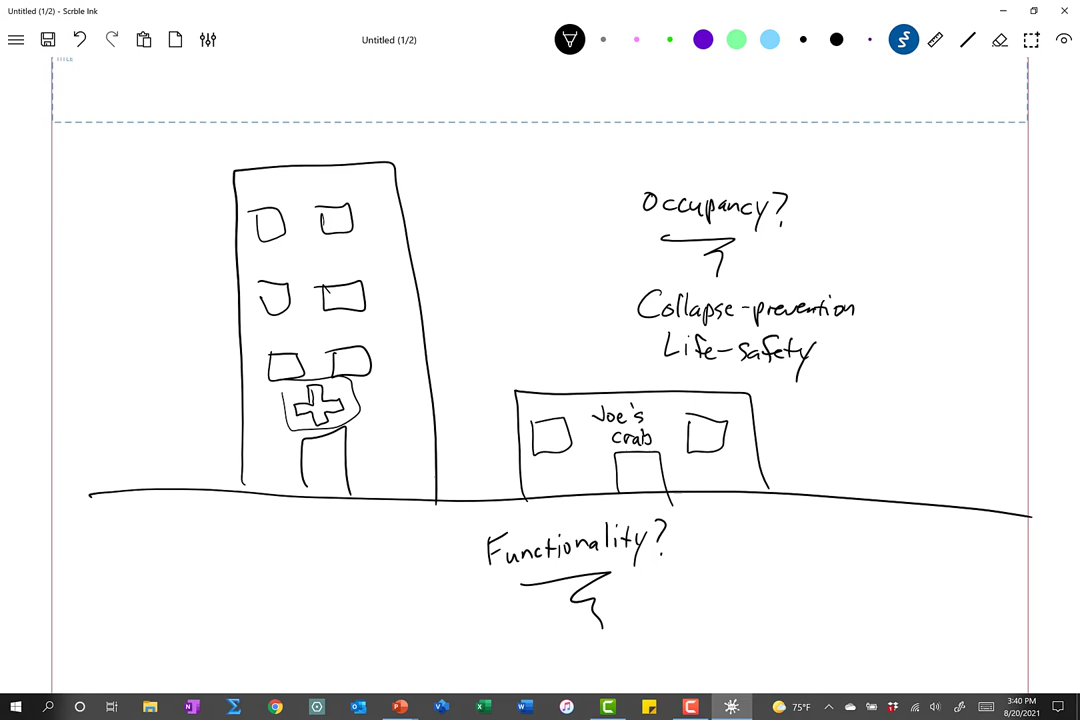 Untitled (1/2) - Scrble Ink
Untitled (1/2)
TITLE
Occupancy?
Collapse-prevention
Life-safety
Joe's
crab
Functionality?
75°F
3:40 PM
8/20/2021